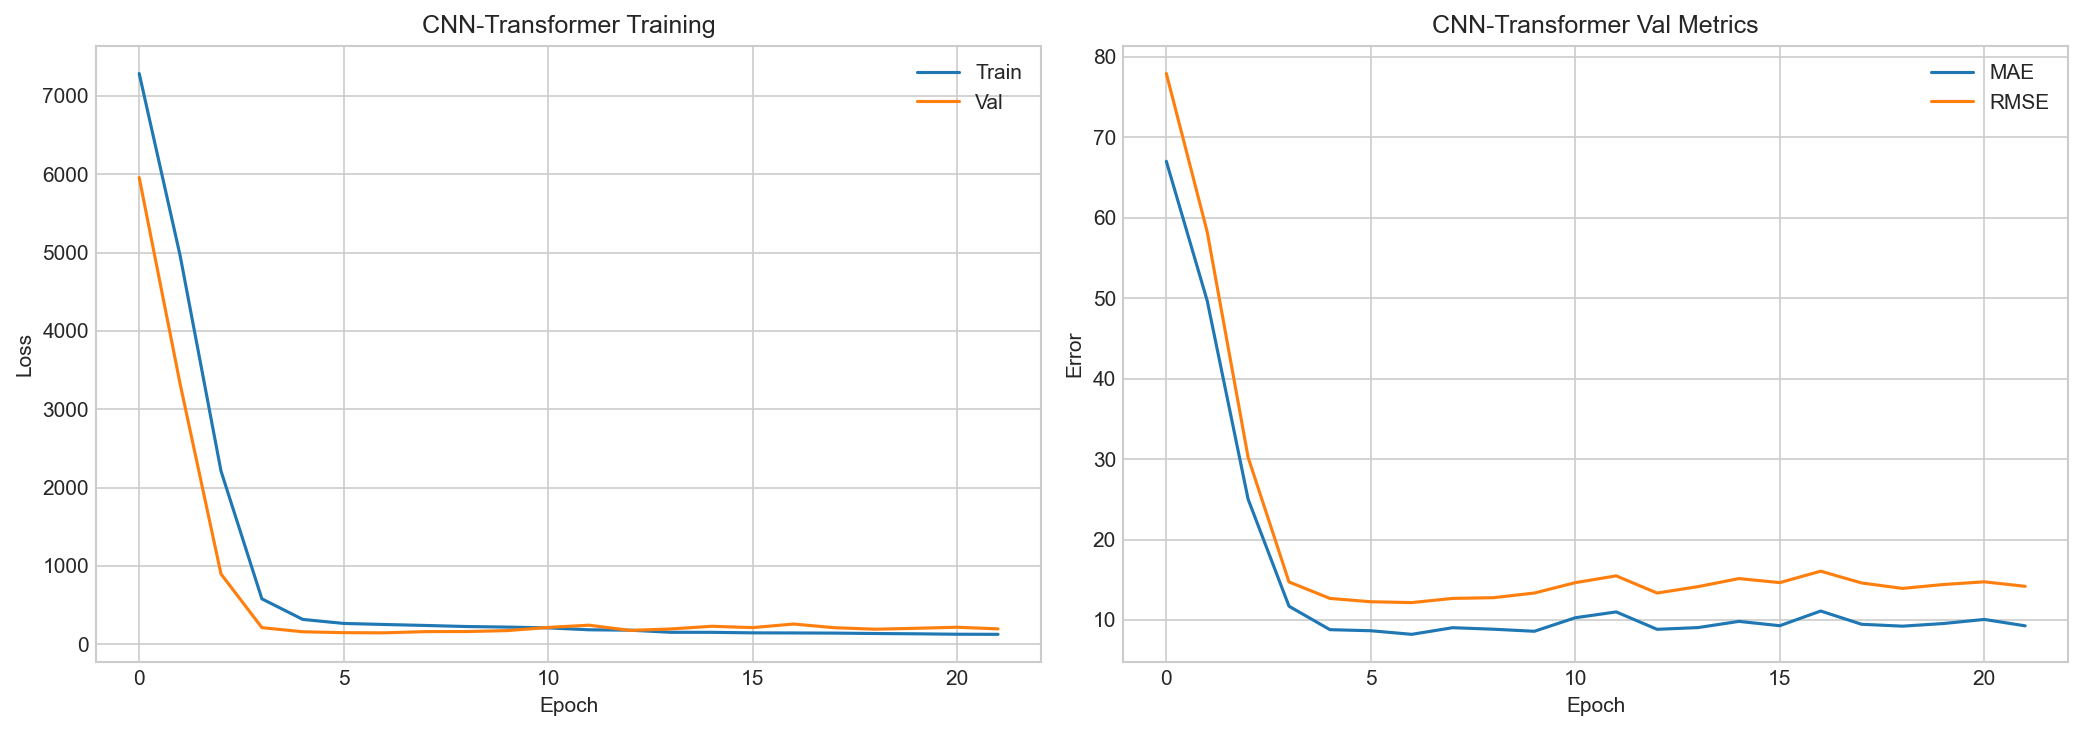 CNN-Transformer Training
Train
Val
7000
6000
5000
4000
3000
2000
1000
0
Loss
0 5 10 15 20
Epoch
CNN-Transformer Val Metrics
MAE
RMSE
80
70
60
50
40
30
20
10
Error
0 5 10 15 20
Epoch